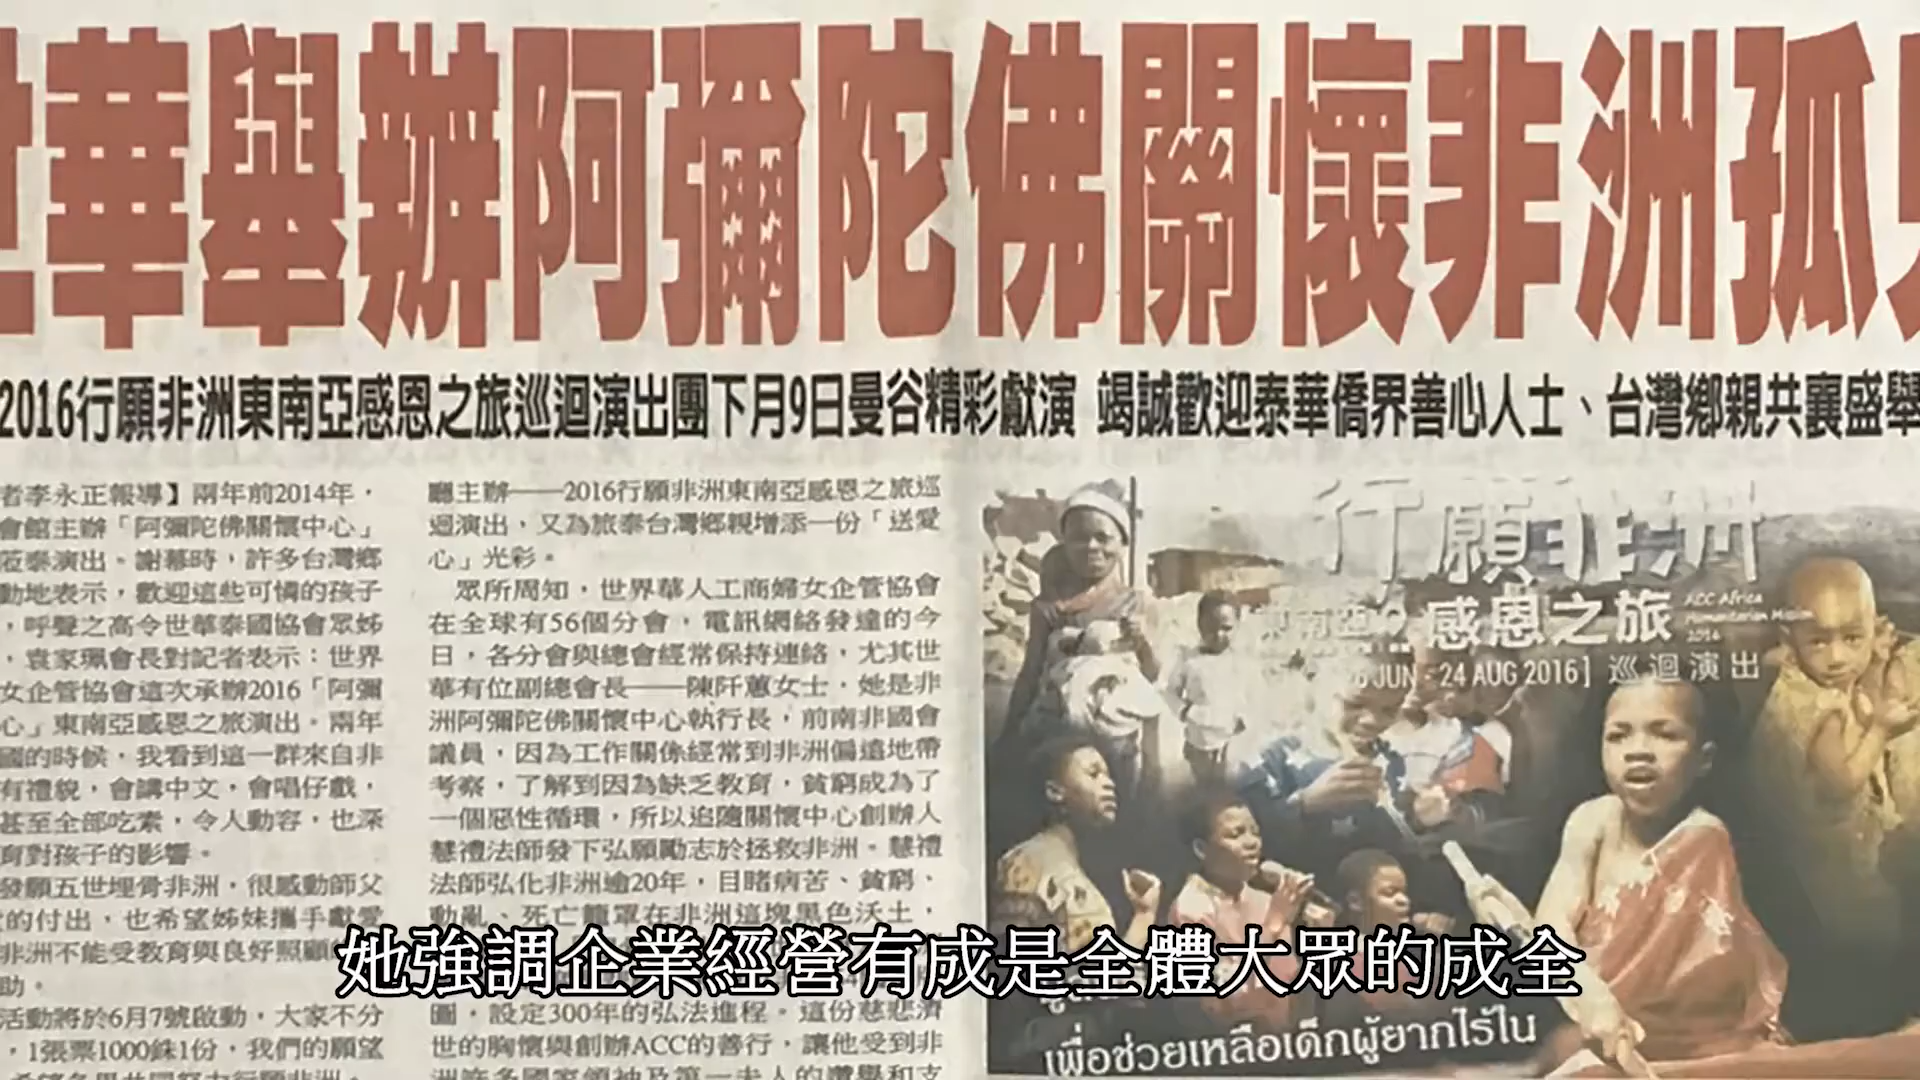 世華舉辦阿彌陀佛關懷非洲孤
2016行願非洲東南亞感恩之旅巡迴演出團下月9日曼谷精彩獻演 竭誠歡迎泰華僑界善心人士、台灣鄉親共襄盛舉
者李永正報導】兩年前2014年，
會館主辦「阿彌陀佛關懷中心」
蒞泰演出。謝幕時，許多台灣鄉
動地表示，歡迎這些可憐的孩子
，呼聲之高令世華泰國協會眾姊
，袁家珮會長對記者表示：世界
女企管協會這次承辦2016「阿彌
心」東南亞感恩之旅演出。兩年
國的時候，我看到這一群來自非
有禮貌，會講中文，會唱仔戲，
甚至全部吃素，令人動容，也深
育對孩子的影響。
發願五世埋骨非洲，很感動師父
的付出，也希望姊妹攜手獻愛
非洲不能受教育與良好照顧
助。
活動將於6月7號啟動，大家不分
，1張票1000銖1份，我們的願望
廳主辦——2016行願非洲東南亞感恩之旅巡
迴演出，又為旅泰台灣鄉親增添一份「送愛
心」光彩。
眾所周知，世界華人工商婦女企管協會
在全球有56個分會，電訊網絡發達的今
日，各分會與總會經常保持連絡，尤其世
華有位副總會長——陳阡蕙女士，她是非
洲阿彌陀佛關懷中心執行長，前南非國會
議員，因為工作關係經常到非洲偏遠地帶
考察，了解到因為缺乏教育，貧窮成為了
一個惡性循環，所以追隨關懷中心創辦人
慧禮法師發下弘願勵志於拯救非洲。慧禮
法師弘化非洲逾20年，目睹病苦、貧窮、
動亂、死亡籠罩在非洲這塊黑色沃土，
圖，設定300年的弘法進程。這份慈悲濟
世的胸懷與創辦ACC的善行，讓他受到非
洲許多國家領袖及第一夫人的讚譽和支
行願非洲
東南亞 感恩之旅
ACC Africa
Humanitarian Mission
2016
JUN - 24 AUG 2016] 巡迴演出
เพื่อช่วยเหลือเด็กผู้ยากไร้ใน
她強調企業經營有成是全體大眾的成全